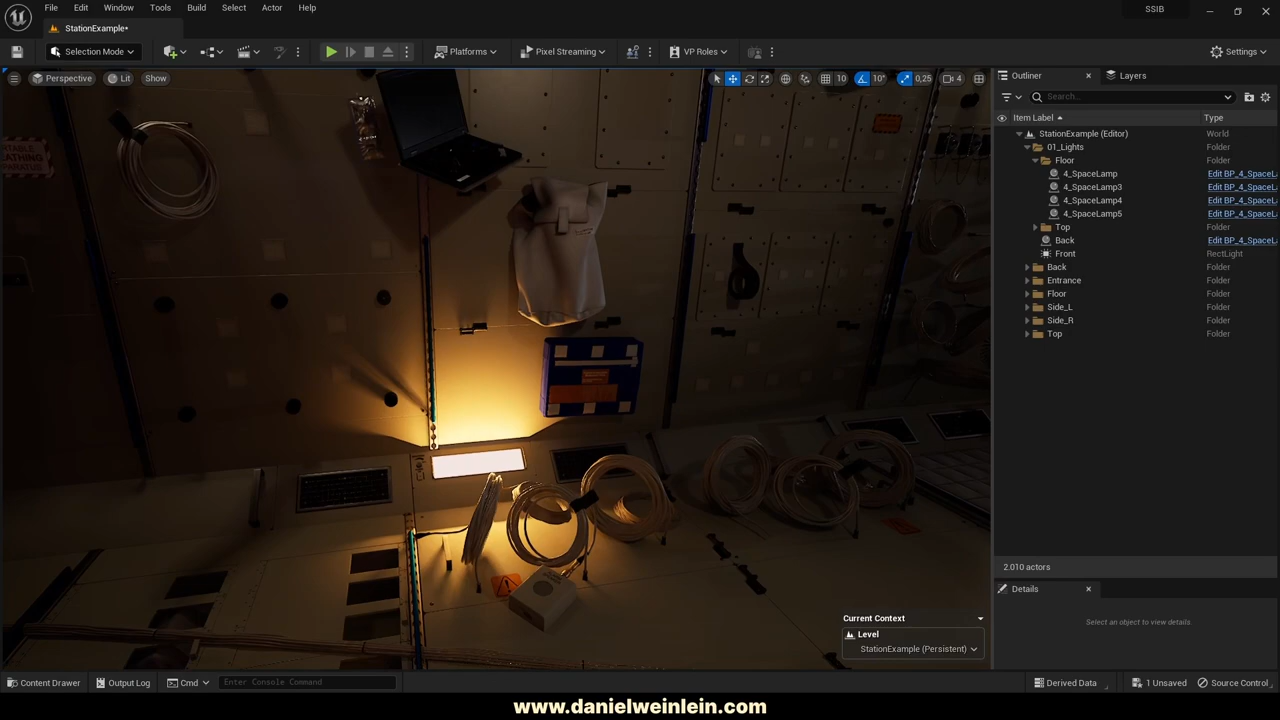 File Edit Window Tools Build Select Actor Help
SSIB
StationExample•
Selection Mode
Platforms
Pixel Streaming
VP Roles
Settings
Perspective
Lit
Show
10
10°
0,25
4
Outliner
Layers
Search...
Item Label
Type
StationExample (Editor) World
01_Lights Folder
Floor Folder
4_SpaceLamp Edit BP_4_SpaceL
4_SpaceLamp3 Edit BP_4_SpaceL
4_SpaceLamp4 Edit BP_4_SpaceL
4_SpaceLamp5 Edit BP_4_SpaceL
Top Folder
Back Edit BP_4_SpaceL
Front RectLight
Back Folder
Entrance Folder
Floor Folder
Side_L Folder
Side_R Folder
Top Folder
2.010 actors
Details
Select an object to view details.
Current Context
Level
StationExample (Persistent)
Content Drawer
Output Log
Cmd
Enter Console Command
Derived Data
1 Unsaved
Source Control
www.danielweinlein.com